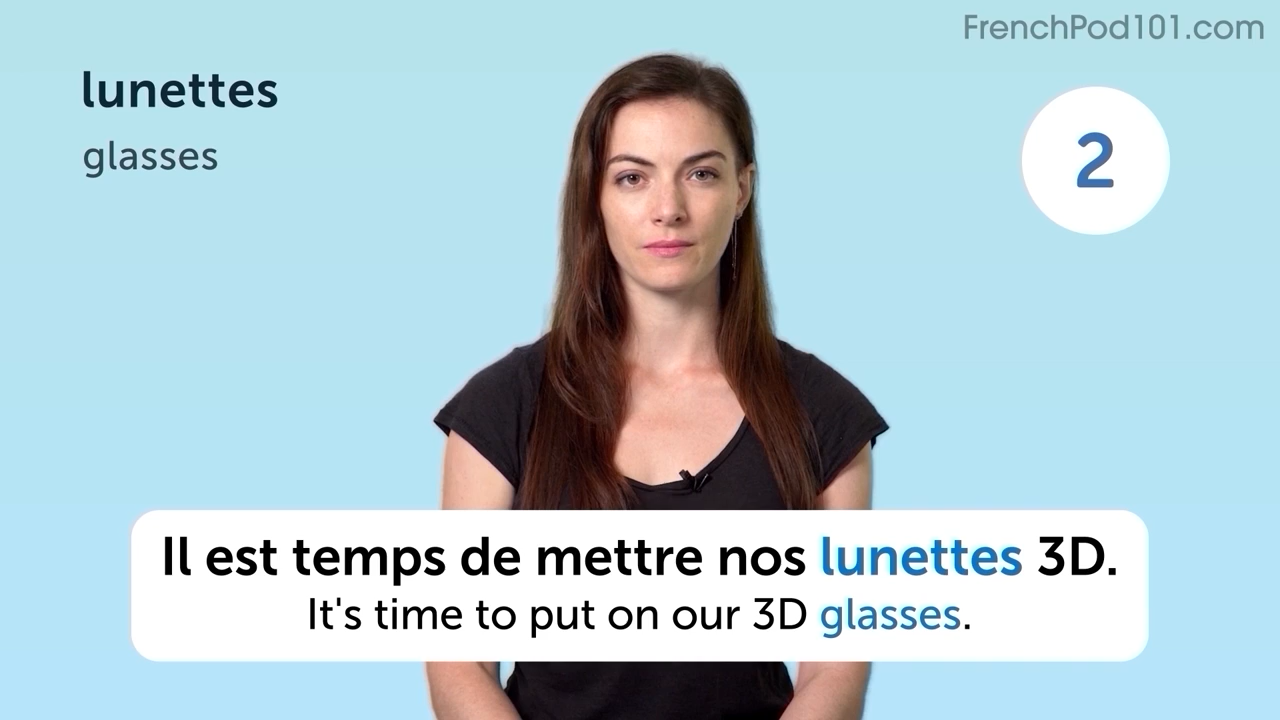 FrenchPod101.com
lunettes
glasses
2
Il est temps de mettre nos lunettes 3D.
It's time to put on our 3D glasses.